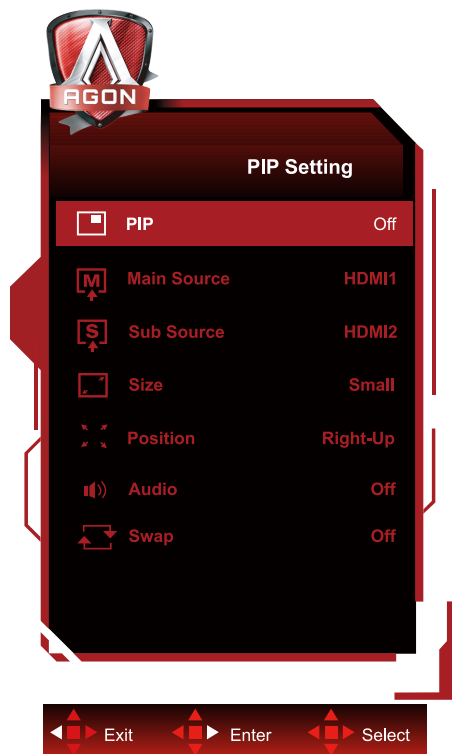 AGON
PIP Setting
PIP Off
M Main Source HDMI1
S Sub Source HDMI2
Size Small
Position Right-Up
Audio Off
Swap Off
Exit Enter Select